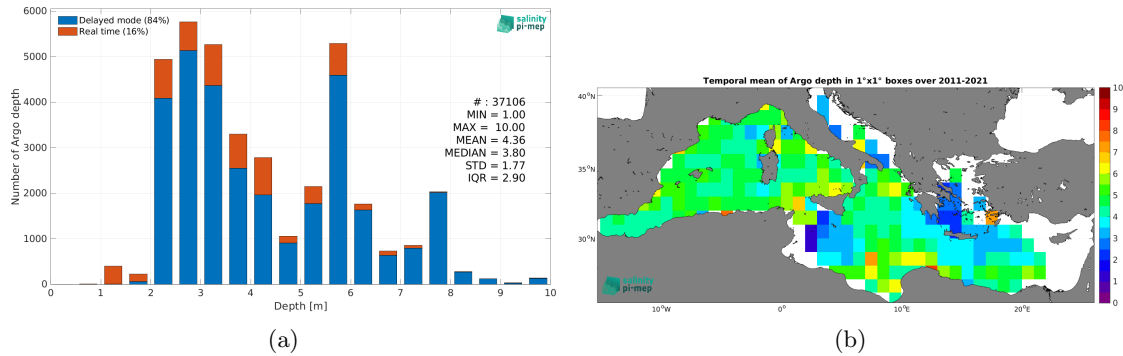 Delayed mode (84%)
Real time (16%)
salinity
pi-mep
Number of Argo depth
6000
5000
4000
3000
2000
1000
0
# : 37106
MIN = 1.00
MAX = 10.00
MEAN = 4.36
MEDIAN = 3.80
STD = 1.77
IQR = 2.90
0 1 2 3 4 5 6 7 8 9 10
Depth [m]
(a)
Temporal mean of Argo depth in 1°x1° boxes over 2011-2021
40°N
35°N
30°N
10°W 0° 10°E 20°E
10
9
8
7
6
5
4
3
2
1
0
salinity
pi-mep
(b)